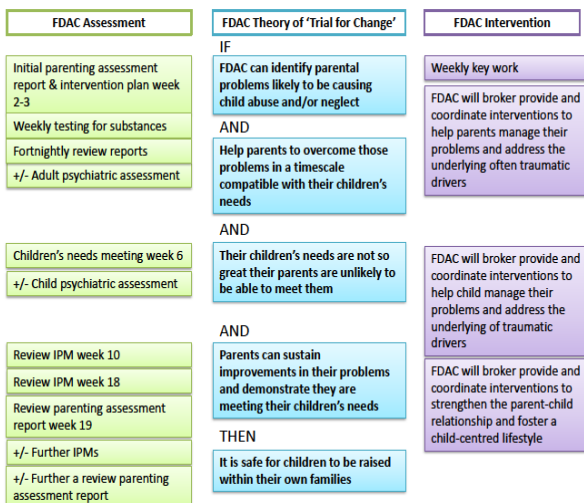 FDAC Assessment
Initial parenting assessment
report & intervention plan week
2-3
Weekly testing for substances
Fortnightly review reports
+/- Adult psychiatric assessment
Children's needs meeting week 6
+/- Child psychiatric assessment
Review IPM week 10
Review IPM week 18
Review parenting assessment
report week 19
+/- Further IPMs
+/- Further a review parenting
assessment report
FDAC Theory of 'Trial for Change'
IF
FDAC can identify parental
problems likely to be causing
child abuse and/or neglect
AND
Help parents to overcome those
problems in a timescale
compatible with their children's
needs
AND
Their children's needs are not so
great their parents are unlikely to
be able to meet them
AND
Parents can sustain
improvements in their problems
and demonstrate they are
meeting their children's needs
THEN
It is safe for children to be raised
within their own families
FDAC Intervention
Weekly key work
FDAC will broker provide and
coordinate interventions to
help parents manage their
problems and address the
underlying often traumatic
drivers
FDAC will broker provide and
coordinate interventions to
help child manage their
problems and address the
underlying of traumatic
drivers
FDAC will broker provide and
coordinate interventions to
strengthen the parent-child
relationship and foster a
child-centred lifestyle